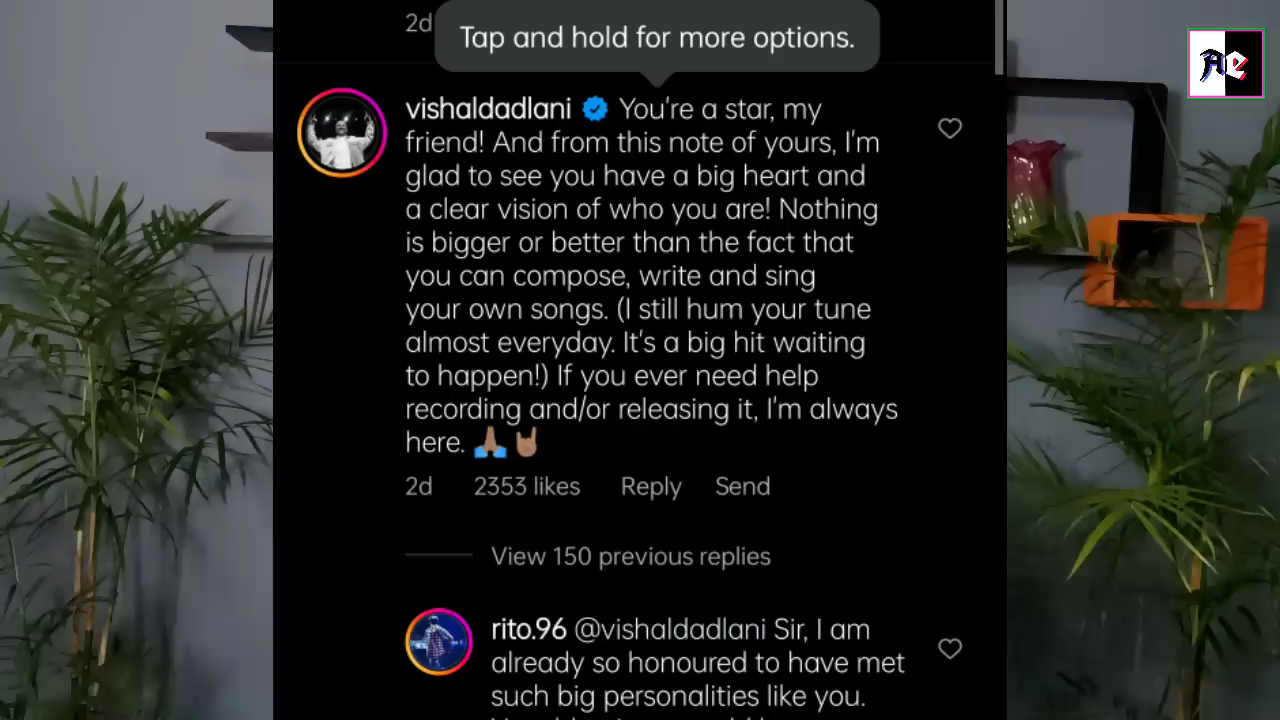 Tap and hold for more options.
2d
vishaldadlani You're a star, my
friend! And from this note of yours, I'm
glad to see you have a big heart and
a clear vision of who you are! Nothing
is bigger or better than the fact that
you can compose, write and sing
your own songs. (I still hum your tune
almost everyday. It's a big hit waiting
to happen!) If you ever need help
recording and/or releasing it, I'm always
here. 🙏🏽🤘🏽
2d 2353 likes Reply Send
View 150 previous replies
rito.96 @vishaldadlani Sir, I am
already so honoured to have met
such big personalities like you.
Ae